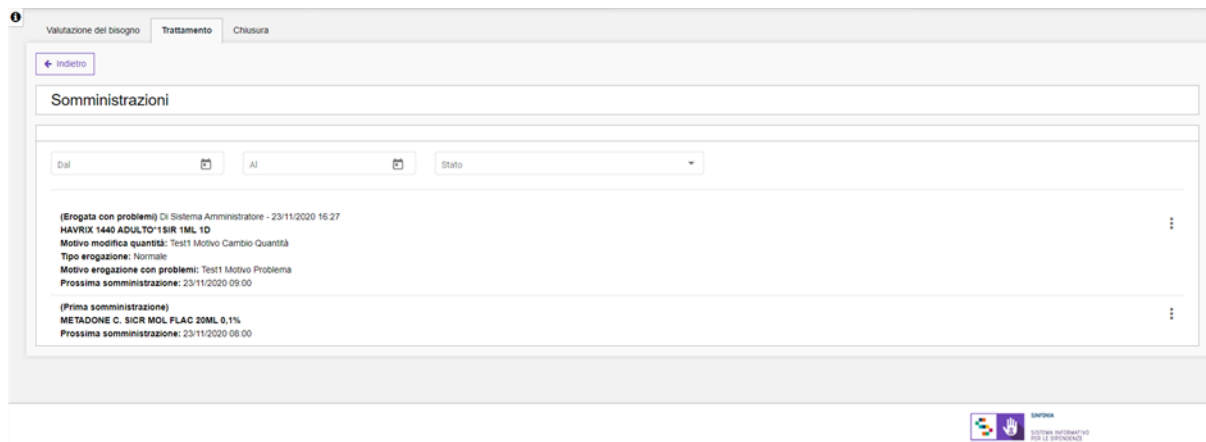 Valutazione del bisogno Trattamento Chiusura
Indietro
Somministrazioni
Dal Al Stato
(Erogata con problemi) Di Sistema Amministratore - 23/11/2020 16:27
HAVRIX 1440 ADULTO*1SIR 1ML 1D
Motivo modifica quantità: Test1 Motivo Cambio Quantità
Tipo erogazione: Normale
Motivo erogazione con problemi: Test1 Motivo Problema
Prossima somministrazione: 23/11/2020 09:00
(Prima somministrazione)
METADONE C. SICR MOL FLAC 20ML 0,1%
Prossima somministrazione: 23/11/2020 08:00
SINFONIA
SISTEMA INFORMATIVO
PER LE DIPENDENZE